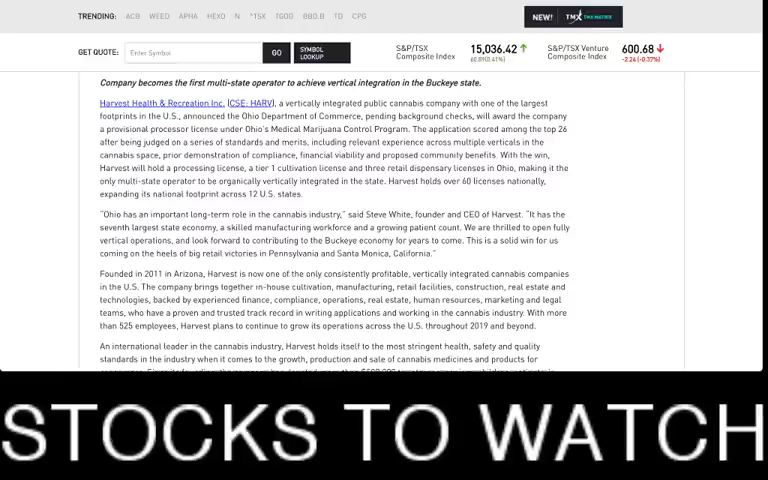 TRENDING: ACB WEED APHA HEXO N ^TSX TGOD BBD.B TD CPG
NEW! TMX TMX MATRIX
GET QUOTE: Enter Symbol GO SYMBOL LOOKUP
S&P/TSX Composite Index 15,036.42 60.89(0.41%)
S&P/TSX Venture Composite Index 600.68 -2.24 (-0.37%)
Company becomes the first multi-state operator to achieve vertical integration in the Buckeye state.
Harvest Health & Recreation Inc. (CSE: HARV), a vertically integrated public cannabis company with one of the largest
footprints in the U.S., announced the Ohio Department of Commerce, pending background checks, will award the company
a provisional processor license under Ohio's Medical Marijuana Control Program. The application scored among the top 26
after being judged on a series of standards and merits, including relevant experience across multiple verticals in the
cannabis space, prior demonstration of compliance, financial viability and proposed community benefits. With the win,
Harvest will hold a processing license, a tier 1 cultivation license and three retail dispensary licenses in Ohio, making it the
only multi-state operator to be organically vertically integrated in the state. Harvest holds over 60 licenses nationally,
expanding its national footprint across 12 U.S. states.
"Ohio has an important long-term role in the cannabis industry," said Steve White, founder and CEO of Harvest. "It has the
seventh largest state economy, a skilled manufacturing workforce and a growing patient count. We are thrilled to open fully
vertical operations, and look forward to contributing to the Buckeye economy for years to come. This is a solid win for us
coming on the heels of big retail victories in Pennsylvania and Santa Monica, California."
Founded in 2011 in Arizona, Harvest is now one of the only consistently profitable, vertically integrated cannabis companies
in the U.S. The company brings together in-house cultivation, manufacturing, retail facilities, construction, real estate and
technologies, backed by experienced finance, compliance, operations, real estate, human resources, marketing and legal
teams, who have a proven and trusted track record in writing applications and working in the cannabis industry. With more
than 525 employees, Harvest plans to continue to grow its operations across the U.S. throughout 2019 and beyond.
An international leader in the cannabis industry, Harvest holds itself to the most stringent health, safety and quality
standards in the industry when it comes to the growth, production and sale of cannabis medicines and products for
STOCKS TO WATCH